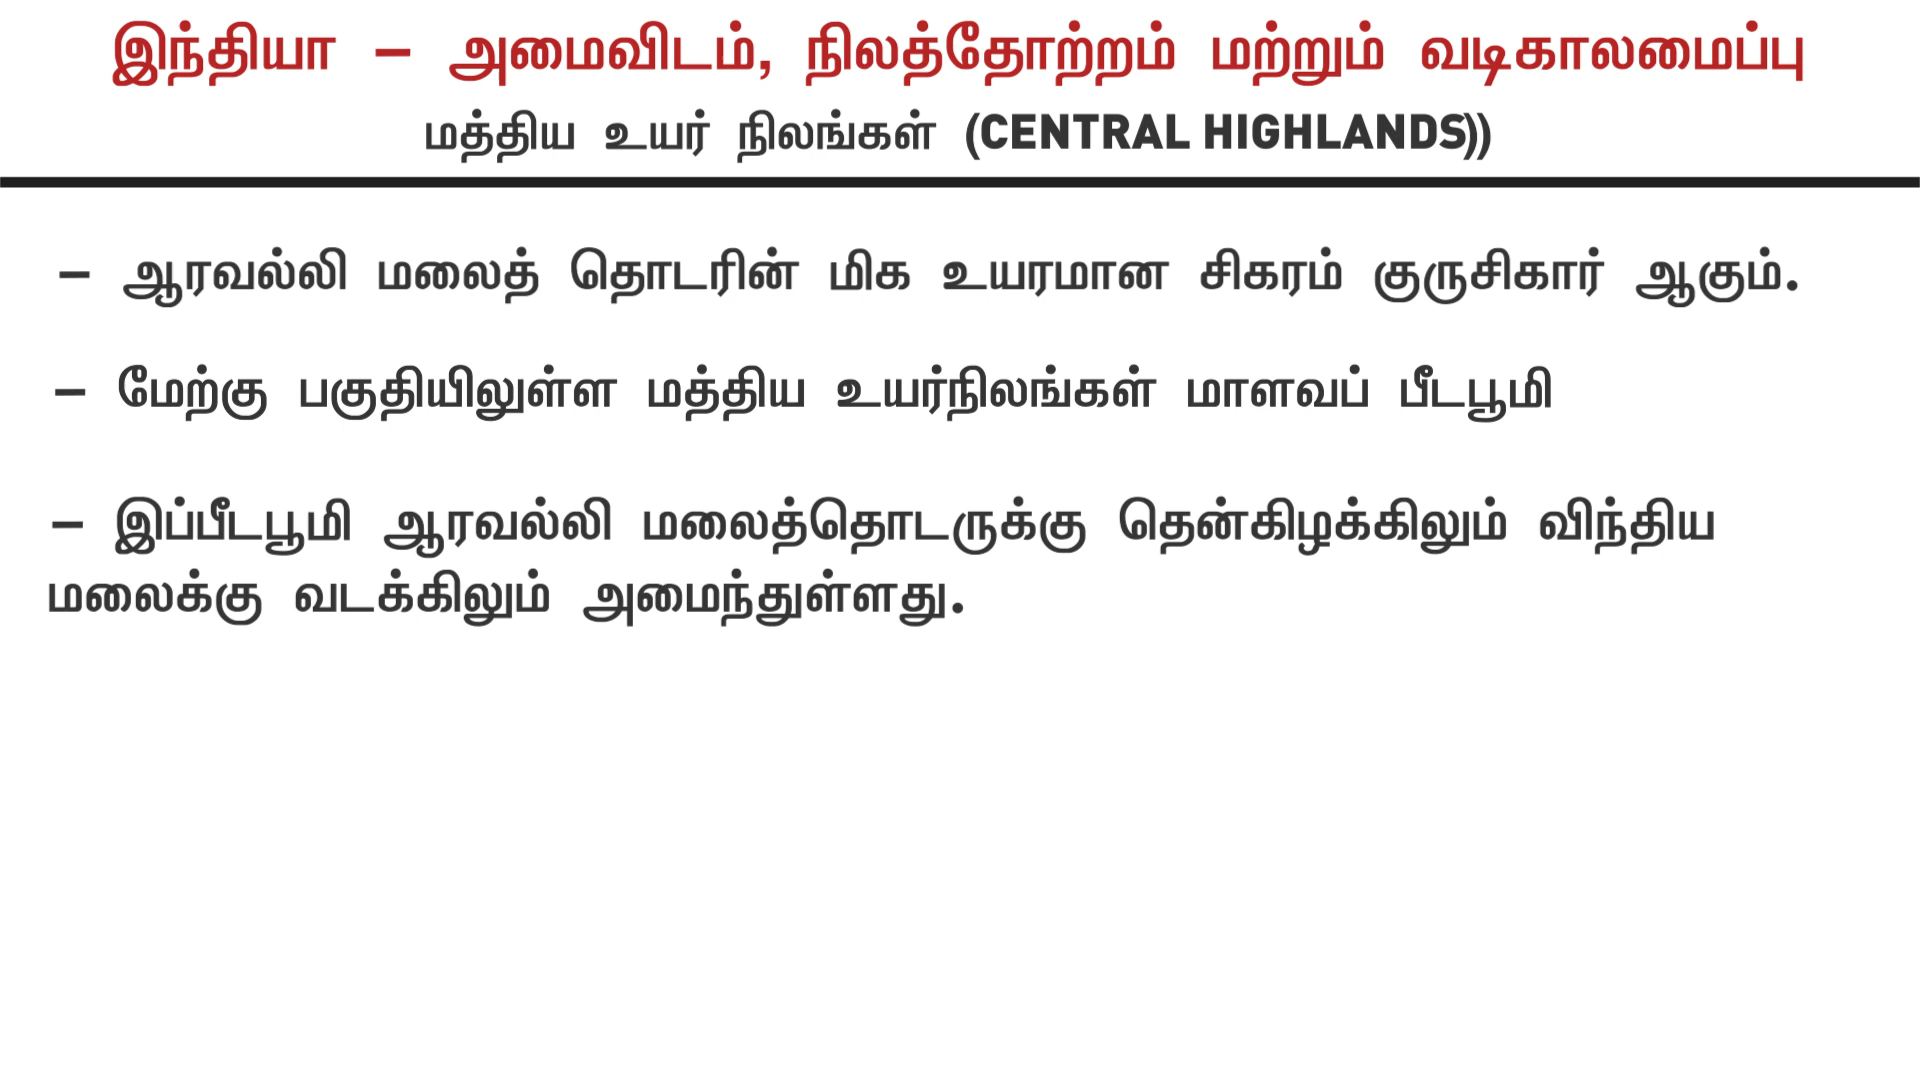 இந்தியா – அமைவிடம், நிலத்தோற்றம் மற்றும் வடிகாலமைப்பு
மத்திய உயர் நிலங்கள் (CENTRAL HIGHLANDS))
– ஆரவல்லி மலைத் தொடரின் மிக உயரமான சிகரம் குருசிகார் ஆகும்.
– மேற்கு பகுதியிலுள்ள மத்திய உயர்நிலங்கள் மாளவப் பீடபூமி
– இப்பீடபூமி ஆரவல்லி மலைத்தொடருக்கு தென்கிழக்கிலும் விந்திய
மலைக்கு வடக்கிலும் அமைந்துள்ளது.